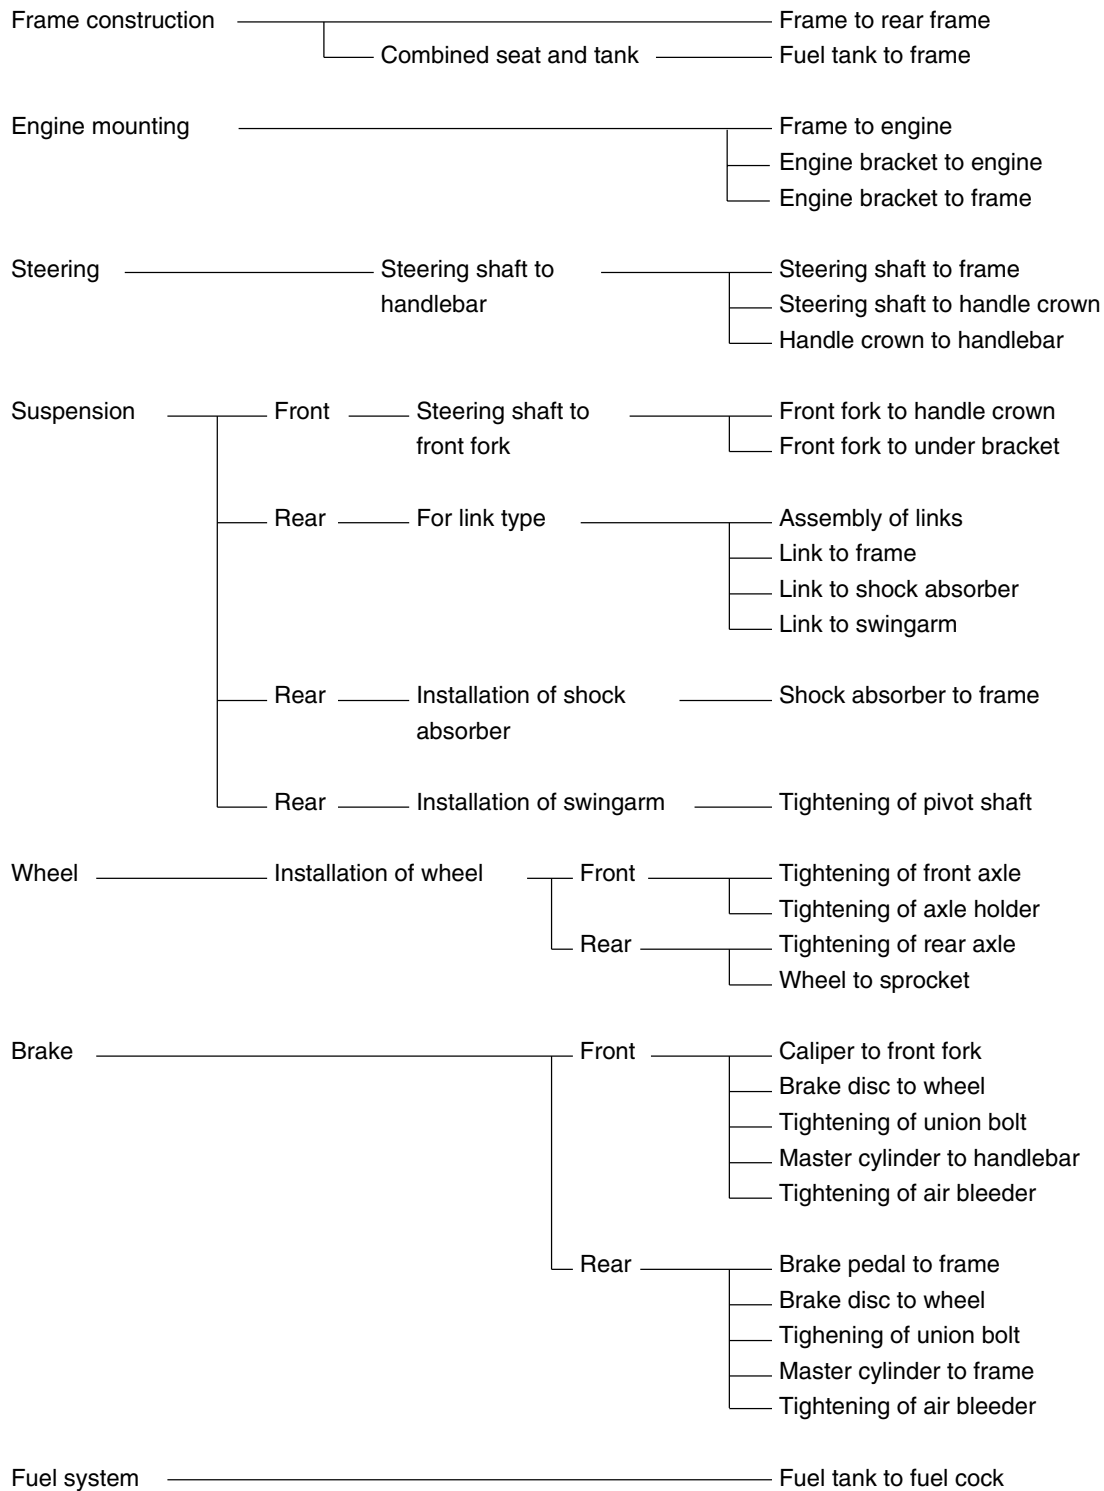 Frame construction Frame to rear frame
Combined seat and tank Fuel tank to frame
Engine mounting Frame to engine
Engine bracket to engine
Engine bracket to frame
Steering Steering shaft to Steering shaft to frame
handlebar Steering shaft to handle crown
Handle crown to handlebar
Suspension Front Steering shaft to Front fork to handle crown
front fork Front fork to under bracket
Rear For link type Assembly of links
Link to frame
Link to shock absorber
Link to swingarm
Rear Installation of shock Shock absorber to frame
absorber
Rear Installation of swingarm Tightening of pivot shaft
Wheel Installation of wheel Front Tightening of front axle
Tightening of axle holder
Rear Tightening of rear axle
Wheel to sprocket
Brake Front Caliper to front fork
Brake disc to wheel
Tightening of union bolt
Master cylinder to handlebar
Tightening of air bleeder
Rear Brake pedal to frame
Brake disc to wheel
Tighening of union bolt
Master cylinder to frame
Tightening of air bleeder
Fuel system Fuel tank to fuel cock